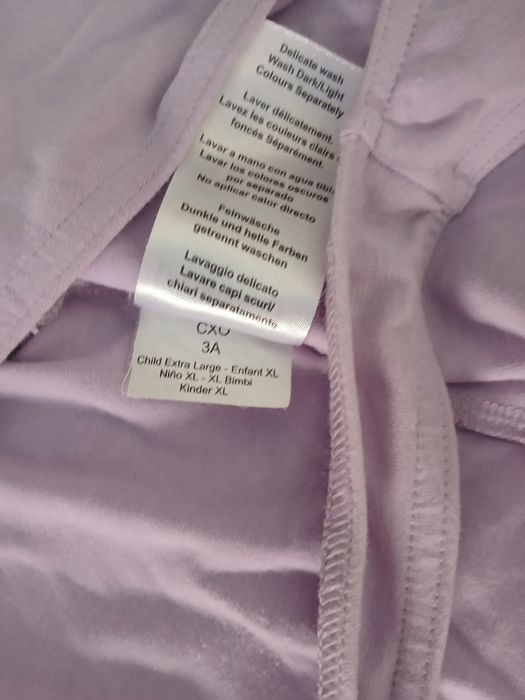 Delicate wash
Wash Dark/Light
Colours Separately
Laver délicatement.
Lavez les couleurs claires
foncés Séparément.
Lavar a mano con agua
Lavar los colores oscuros
por separado
No aplicar calor directo
Feinwäsche
Dunkle und helle Farben
getrennt waschen
Lavaggio delicato
Lavare capi scuri/
chiari separatamente
3A
Child Extra Large - Enfant XL
Niño XL - XL Bimbi
Kinder XL